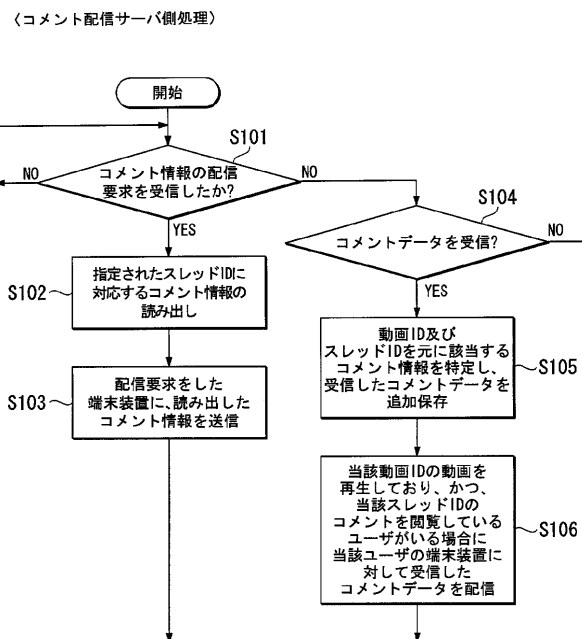 〈コメント配信サーバ側処理〉
開始
S101
コメント情報の配信
要求を受信したか?
NO
NO
YES
S104
コメントデータを受信?
NO
YES
S102
指定されたスレッドIDに
対応するコメント情報の
読み出し
S103
配信要求をした
端末装置に、読み出した
コメント情報を送信
動画ID及び
スレッドIDを元に該当する
コメント情報を特定し、
受信したコメントデータを
追加保存
S105
当該動画IDの動画を
再生しており、かつ、
当該スレッドIDの
コメントを閲覧している
ユーザがいる場合に
当該ユーザの端末装置に
対して受信した
コメントデータを配信
S106